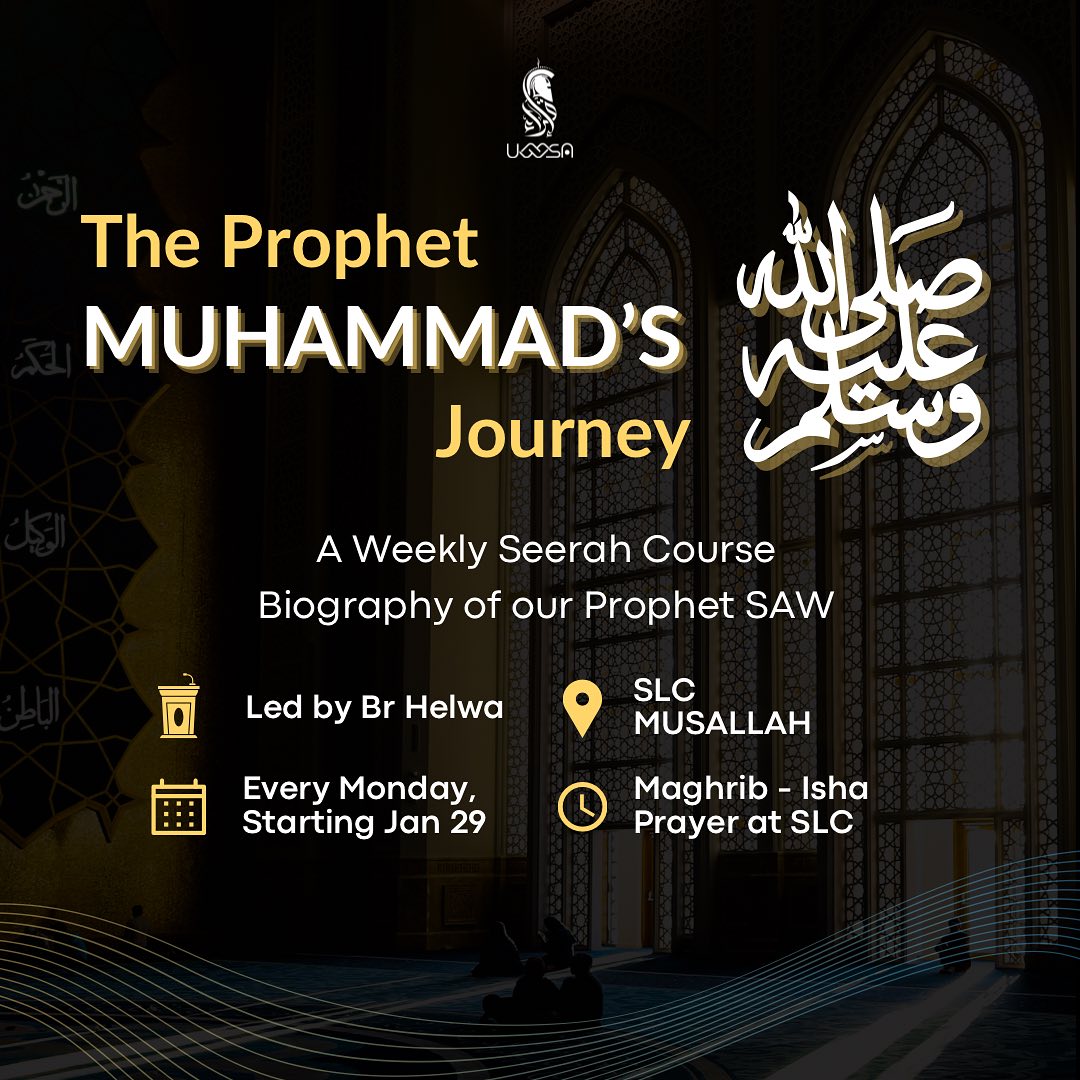 UWMSA
The Prophet
MUHAMMAD'S
Journey
صلى الله
عليه
وسلم
A Weekly Seerah Course
Biography of our Prophet SAW
Led by Br Helwa
SLC
MUSALLAH
Every Monday,
Starting Jan 29
Maghrib - Isha
Prayer at SLC
الرحمن
الحكم
الوكيل
الباطن